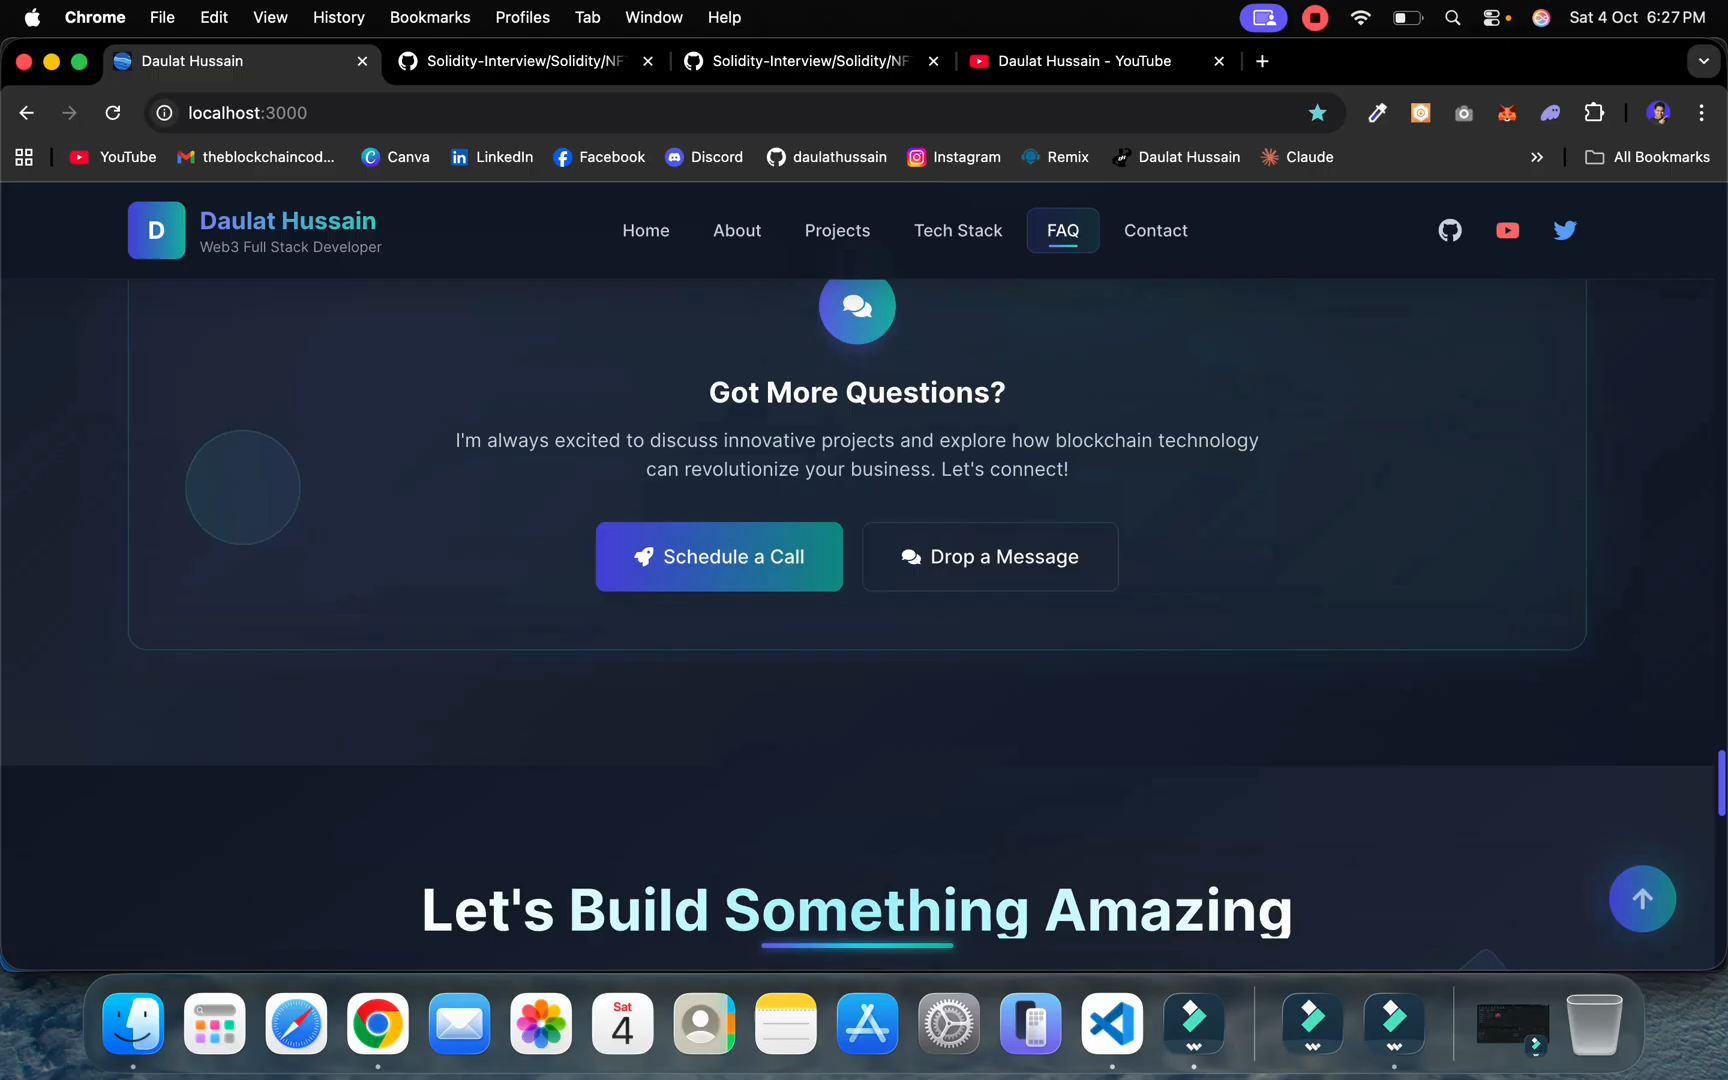 Chrome File Edit View History Bookmarks Profiles Tab Window Help Sat 4 Oct 6:27 PM
Daulat Hussain Solidity-Interview/Solidity/NF Solidity-Interview/Solidity/NF Daulat Hussain - YouTube
localhost:3000
YouTube theblockchaincod... Canva LinkedIn Facebook Discord daulathussain Instagram Remix Daulat Hussain Claude All Bookmarks
D Daulat Hussain
Web3 Full Stack Developer
Home About Projects Tech Stack FAQ Contact
Got More Questions?
I'm always excited to discuss innovative projects and explore how blockchain technology
can revolutionize your business. Let's connect!
Schedule a Call Drop a Message
Let's Build Something Amazing
Sat
4